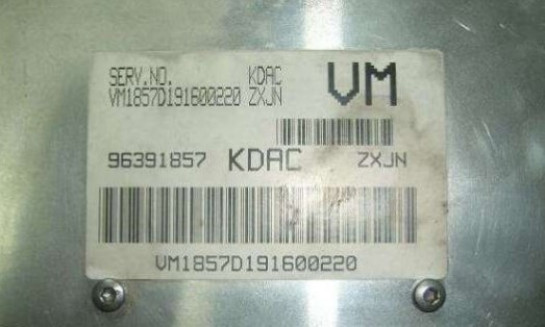 SERV.NO. KDAC VM
VM1857D191600220 ZXJN
96391857 KDAC ZXJN
VM1857D191600220